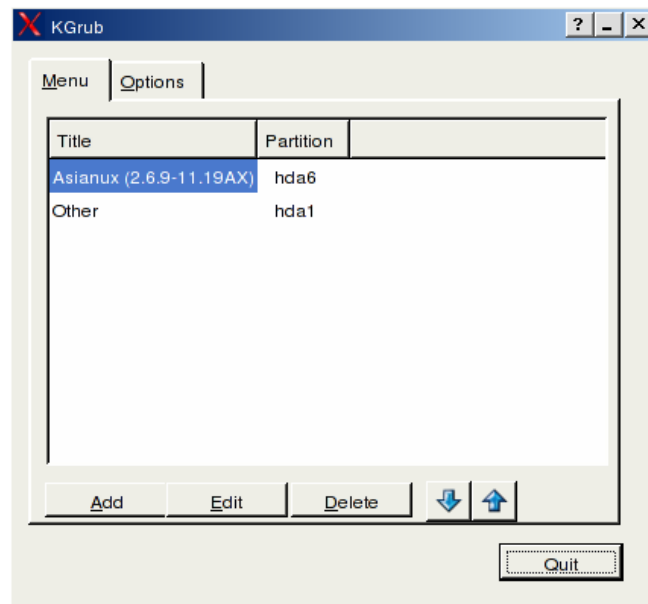 KGrub
Menu Options
Title Partition
Asianux (2.6.9-11.19AX) hda6
Other hda1
Add Edit Delete
Quit